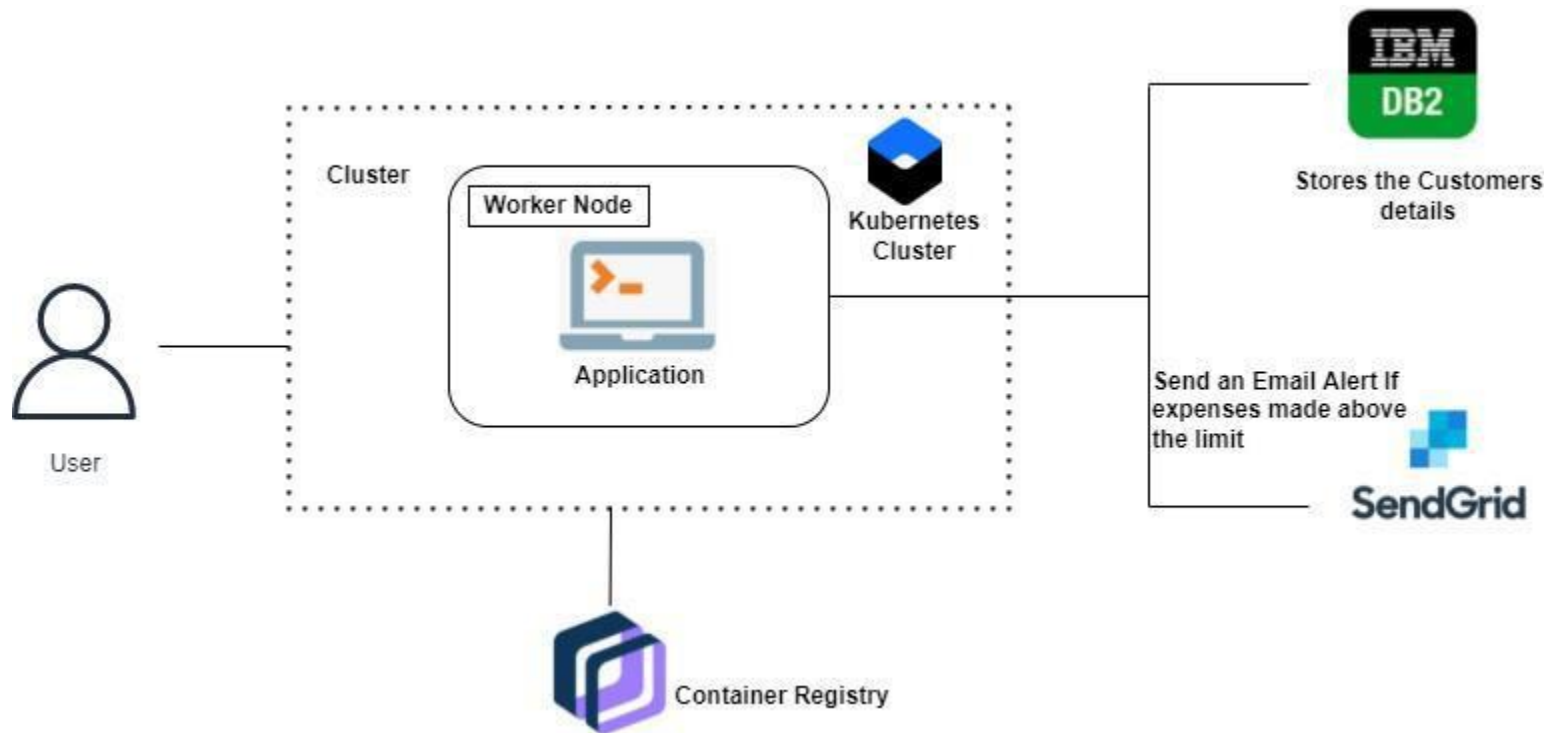 IBM
DB2
Stores the Customers
details
Cluster
Worker Node
Kubernetes
Cluster
Application
User
Send an Email Alert If
expenses made above
the limit
SendGrid
Container Registry